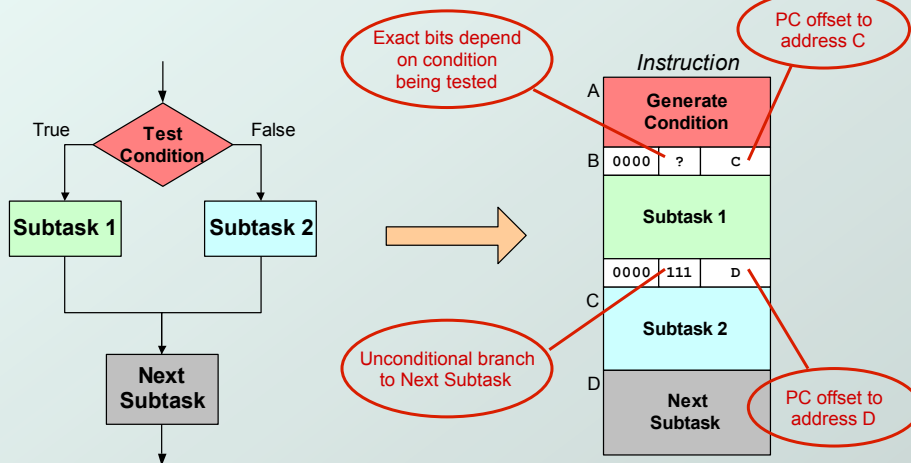 True
Test
Condition
False
Subtask 1
Subtask 2
Next
Subtask
Exact bits depend
on condition
being tested
PC offset to
address C
Instruction
A
Generate
Condition
B
0000 ? C
Subtask 1
0000 111 D
C
Subtask 2
Unconditional branch
to Next Subtask
D
Next
Subtask
PC offset to
address D